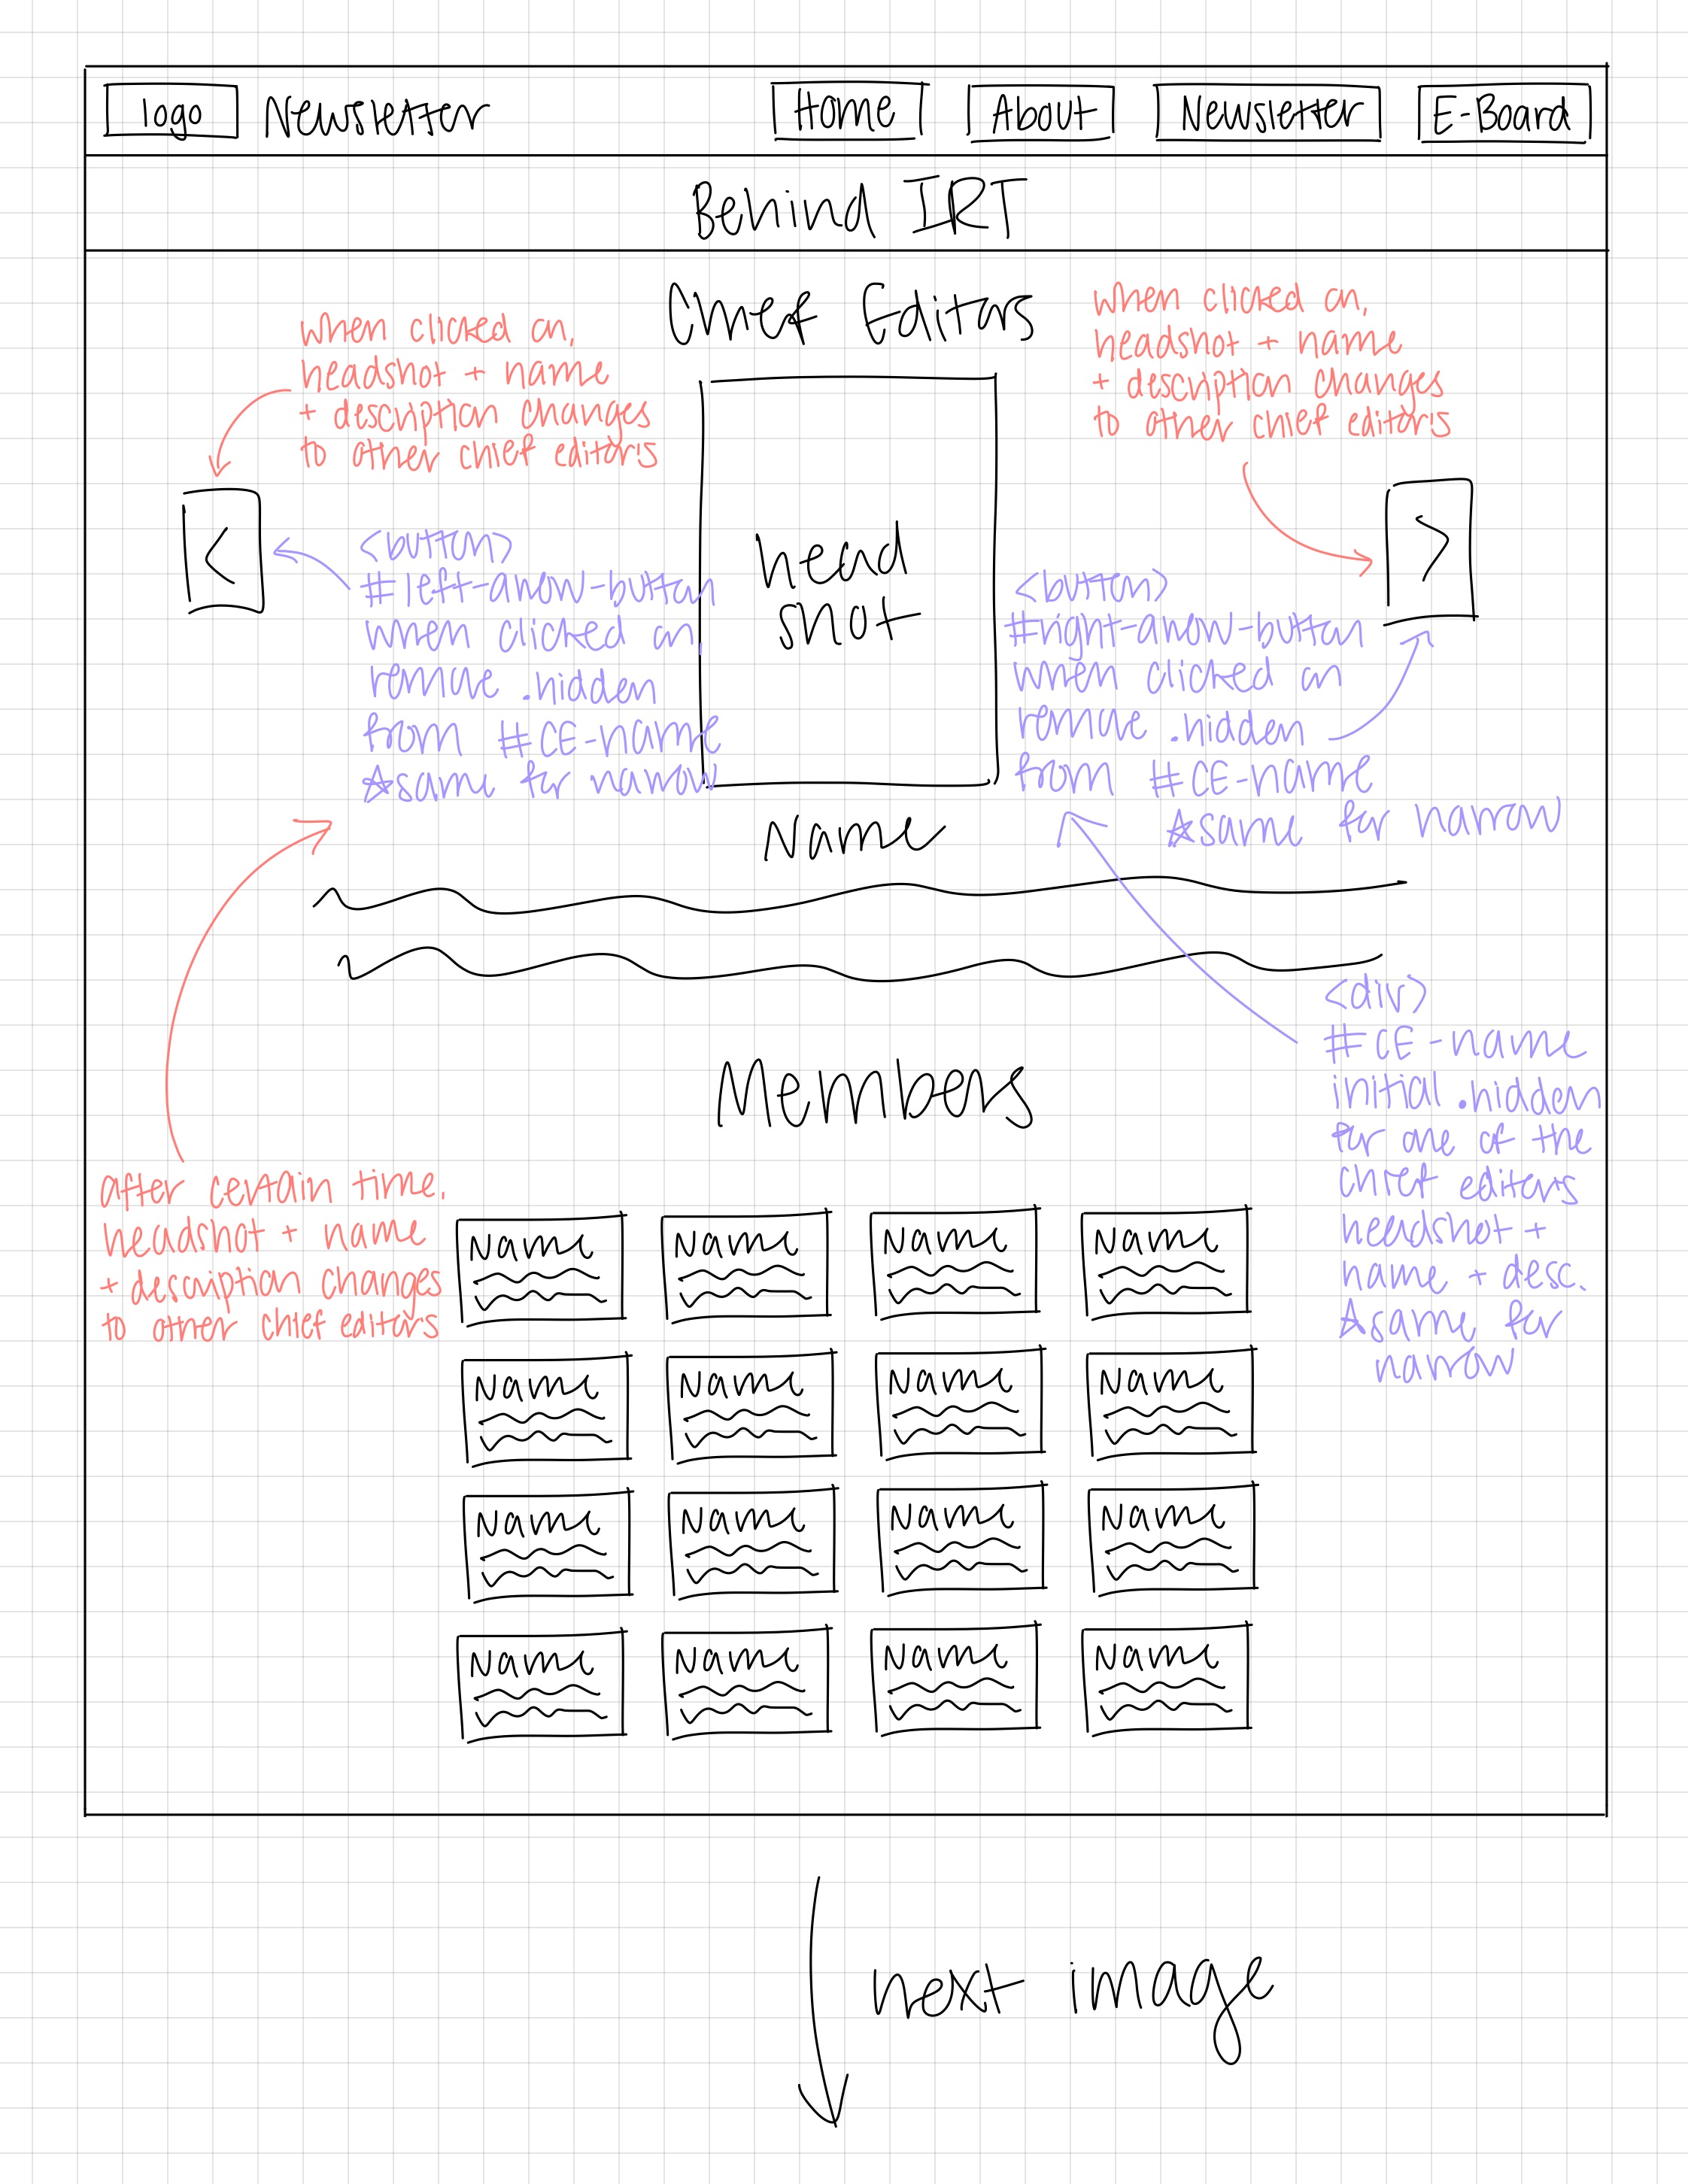 logo Newsletter Home About Newsletter E-Board
Behind IRT
Chief Editors
when clicked on,
headshot + name
+ description changes
to other chief editor's
when clicked on,
headshot + name
+ description changes
to other chief editor's
<
>
<button>
#left-arrow-button
when clicked on
remove .hidden
from #CE-name
☆same for narrow
head
shot
<button>
#right-arrow-button
when clicked on
remove .hidden
from #CE-name
☆same for narrow
Name
<div>
#CE-name
initial .hidden
for one of the
chief editers
headshot +
name + desc.
☆same for
narrow
Members
after certain time,
headshot + name
+ description changes
to other chief editors
Name Name Name Name
Name Name Name Name
Name Name Name Name
Name Name Name Name
next image